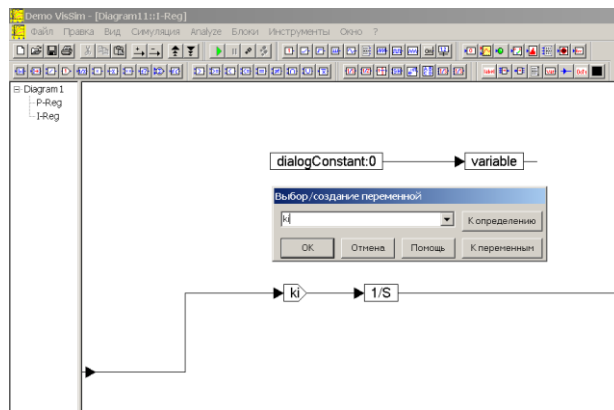 Demo VisSim - [Diagram11::I-Reg]
Файл Правка Вид Симуляция Analyze Блоки Инструменты Окно ?
Diagram1
P-Reg
I-Reg
dialogConstant:0
variable
Выбор/создание переменной
ki
К определению
ОК Отмена Помощь К переменным
ki
1/S